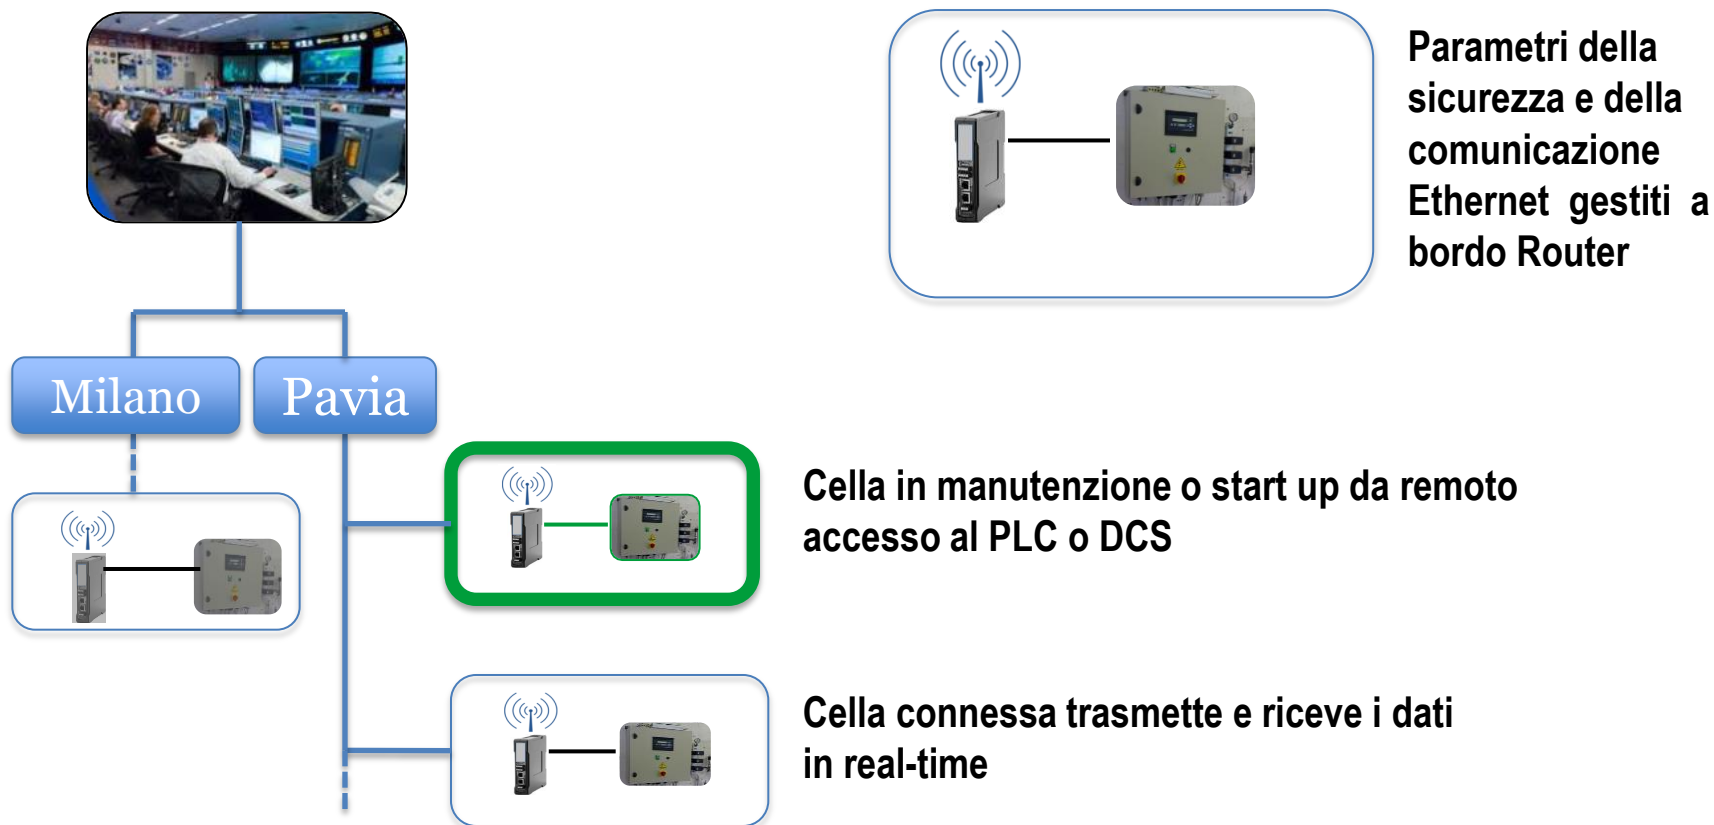 Parametri della
sicurezza e della
comunicazione
Ethernet gestiti a
bordo Router
Milano
Pavia
Cella in manutenzione o start up da remoto
accesso al PLC o DCS
Cella connessa trasmette e riceve i dati
in real-time